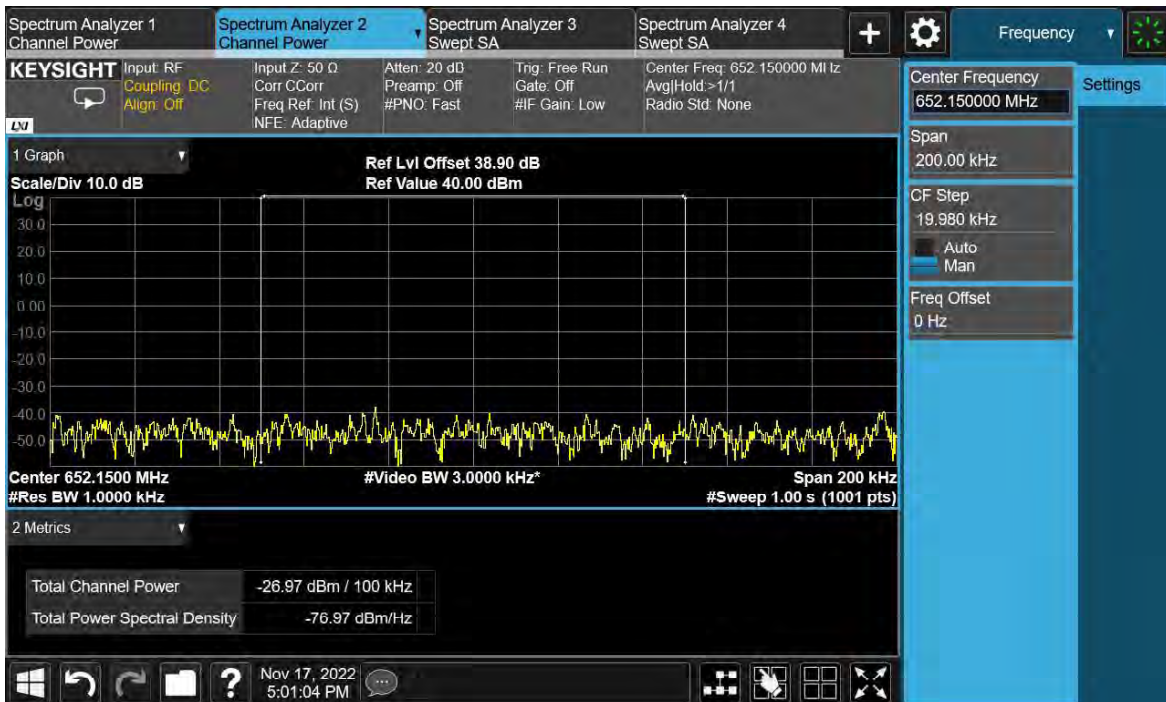 Spectrum Analyzer 1
Channel Power
Spectrum Analyzer 2
Channel Power
Spectrum Analyzer 3
Swept SA
Spectrum Analyzer 4
Swept SA
+
Frequency
KEYSIGHT
LXI
Input: RF
Coupling: DC
Align: Off
Input Z: 50 Ω
Corr CCorr
Freq Ref: Int (S)
NFE: Adaptive
Atten: 20 dB
Preamp: Off
#PNO: Fast
Trig: Free Run
Gate: Off
#IF Gain: Low
Center Freq: 652.150000 MHz
Avg|Hold:>1/1
Radio Std: None
Center Frequency
652.150000 MHz
Settings
Span
200.00 kHz
CF Step
19.980 kHz
Auto
Man
Freq Offset
0 Hz
1 Graph
Scale/Div 10.0 dB
Ref Lvl Offset 38.90 dB
Ref Value 40.00 dBm
Log
30.0
20.0
10.0
0.00
-10.0
-20.0
-30.0
-40.0
-50.0
Center 652.1500 MHz
#Video BW 3.0000 kHz*
Span 200 kHz
#Res BW 1.0000 kHz
#Sweep 1.00 s (1001 pts)
2 Metrics
Total Channel Power -26.97 dBm / 100 kHz
Total Power Spectral Density -76.97 dBm/Hz
?
Nov 17, 2022
5:01:04 PM